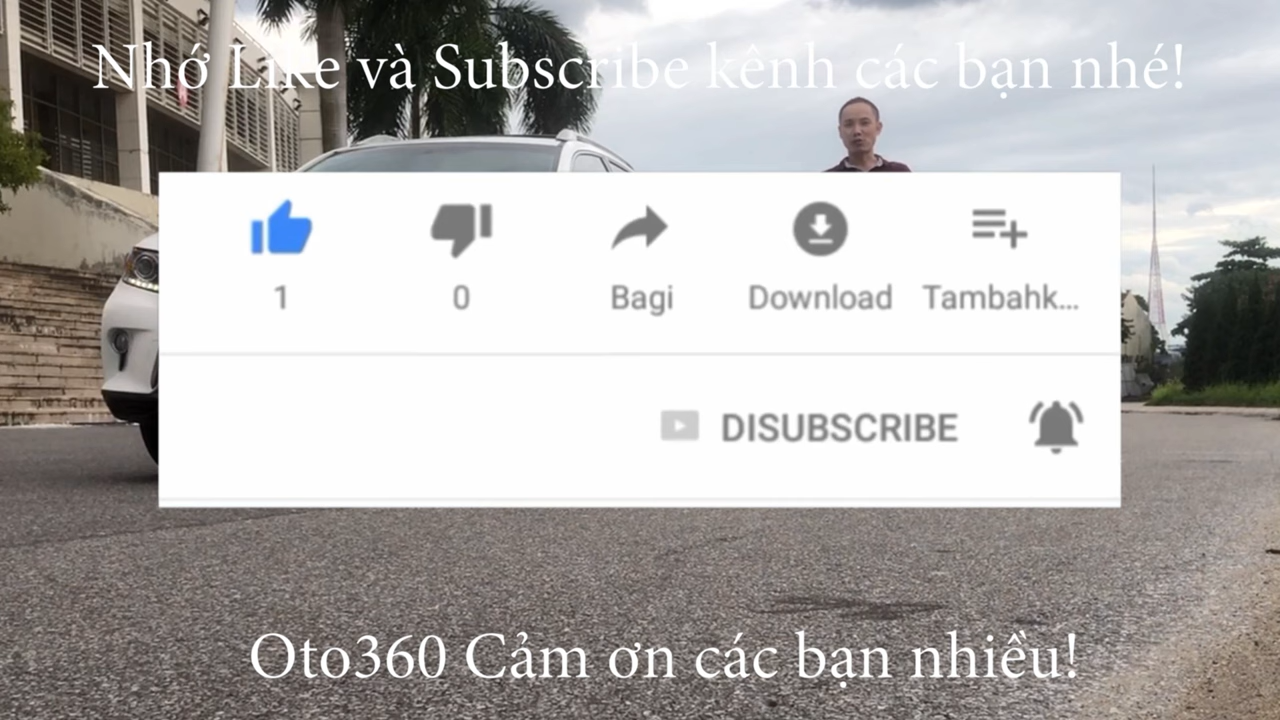 Nhớ Like và Subscribe kênh các bạn nhé!
1 0 Bagi Download Tambahk...
DISUBSCRIBE
Oto360 Cảm ơn các bạn nhiều!